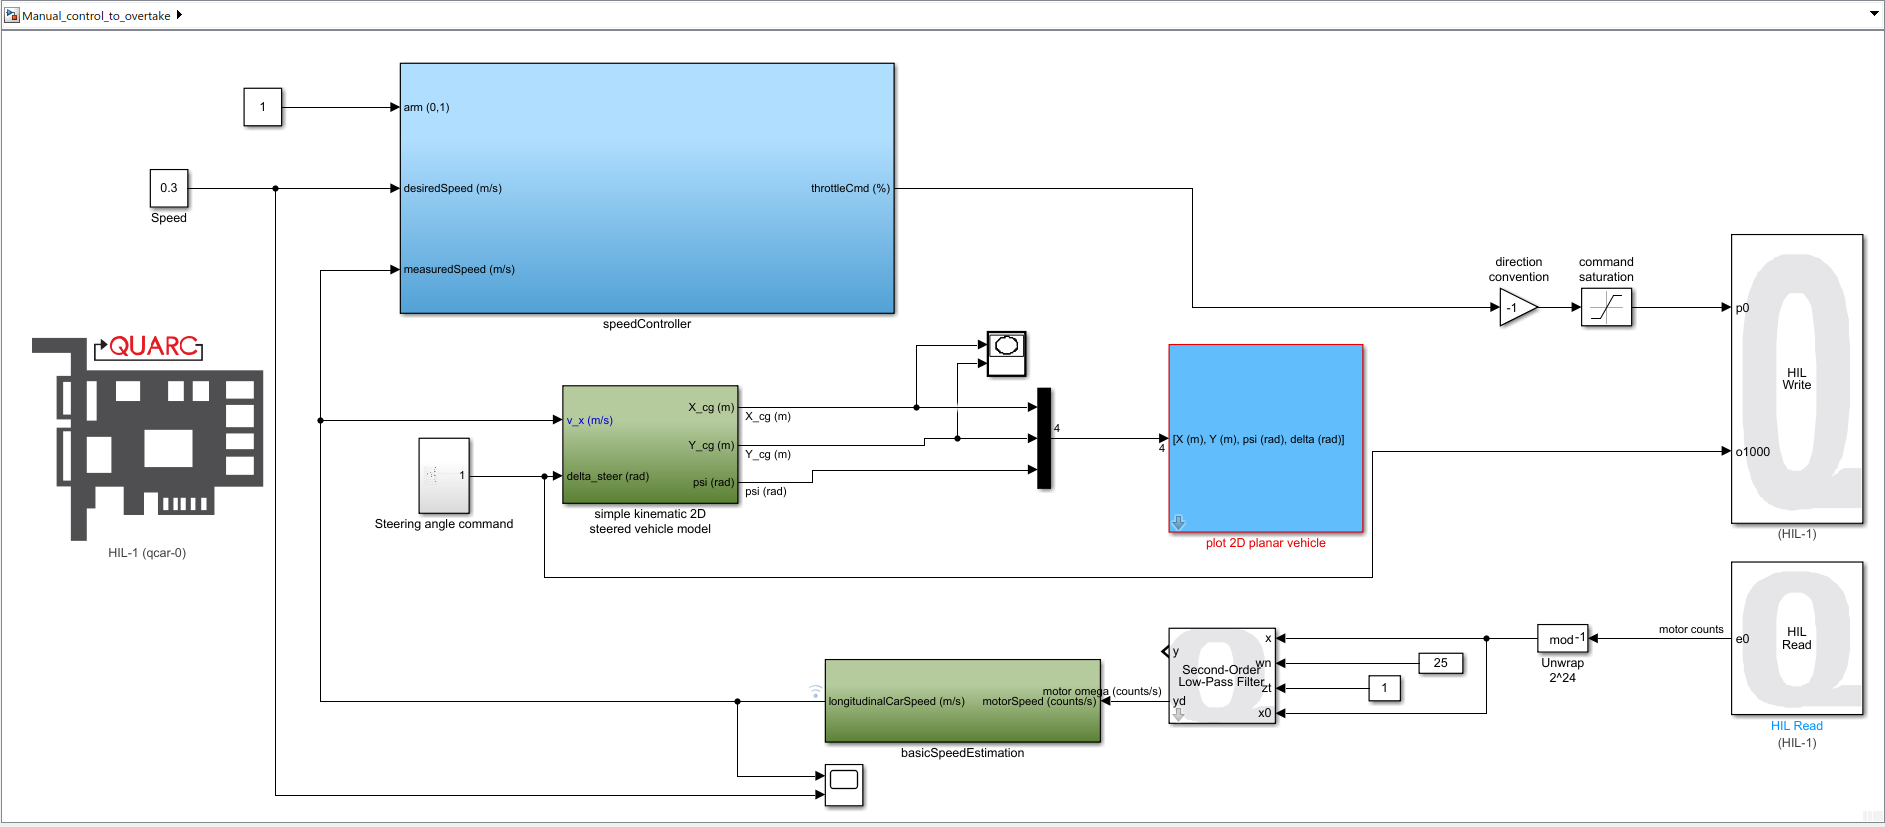 Manual_control_to_overtake
1
arm (0,1)
0.3
Speed
desiredSpeed (m/s)
throttleCmd (%)
measuredSpeed (m/s)
speedController
direction
convention
-1
command
saturation
p0
HIL
Write
o1000
(HIL-1)
QUARC
HIL-1 (qcar-0)
v_x (m/s)
delta_steer (rad)
X_cg (m)
Y_cg (m)
psi (rad)
X_cg (m)
Y_cg (m)
psi (rad)
simple kinematic 2D
steered vehicle model
1
Steering angle command
4
4
[X (m), Y (m), psi (rad), delta (rad)]
plot 2D planar vehicle
longitudinalCarSpeed (m/s)
motorSpeed (counts/s)
basicSpeedEstimation
motor omega (counts/s)
x
y
wn
Second-Order
Low-Pass Filter
zt
yd
x0
25
1
mod-1
Unwrap
2^24
motor counts
e0
HIL
Read
HIL Read
(HIL-1)